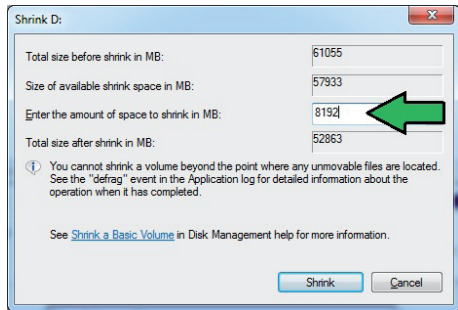 Shrink D:
Total size before shrink in MB: 61055
Size of available shrink space in MB: 57933
Enter the amount of space to shrink in MB: 8192
Total size after shrink in MB: 52863
You cannot shrink a volume beyond the point where any unmovable files are located.
See the "defrag" event in the Application log for detailed information about the
operation when it has completed.
See Shrink a Basic Volume in Disk Management help for more information.
Shrink Cancel